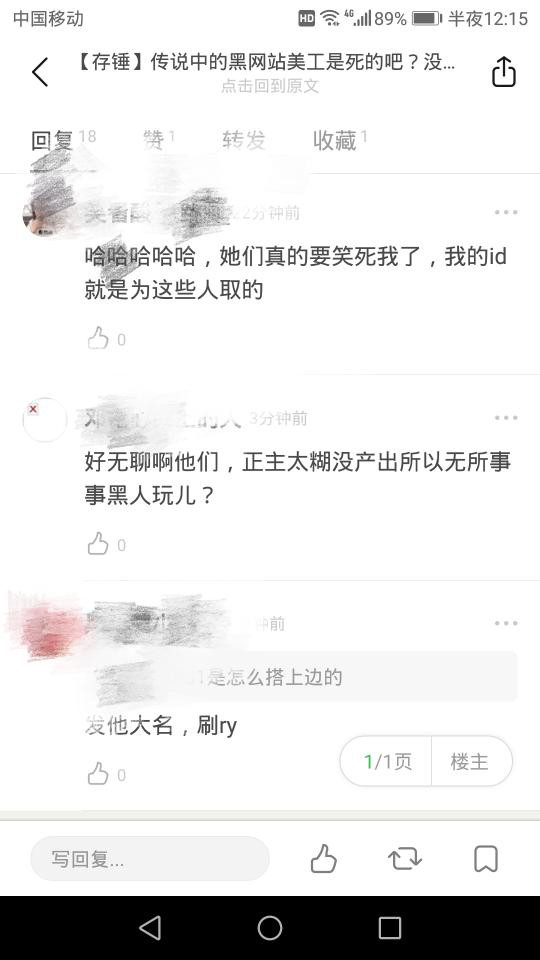 中国移动 HD 4G 89% 半夜12:15
【存锤】传说中的黑网站美工是死的吧？没...
点击回到原文
回复 18 赞 1 转发 收藏 1
22分钟前
哈哈哈哈哈，她们真的要笑死我了，我的id
就是为这些人取的
0
的人 3分钟前
好无聊啊他们，正主太糊没产出所以无所事
事黑人玩儿？
0
钟前
是怎么搭上边的
发他大名，刷ry
0
1/1页 楼主
写回复...